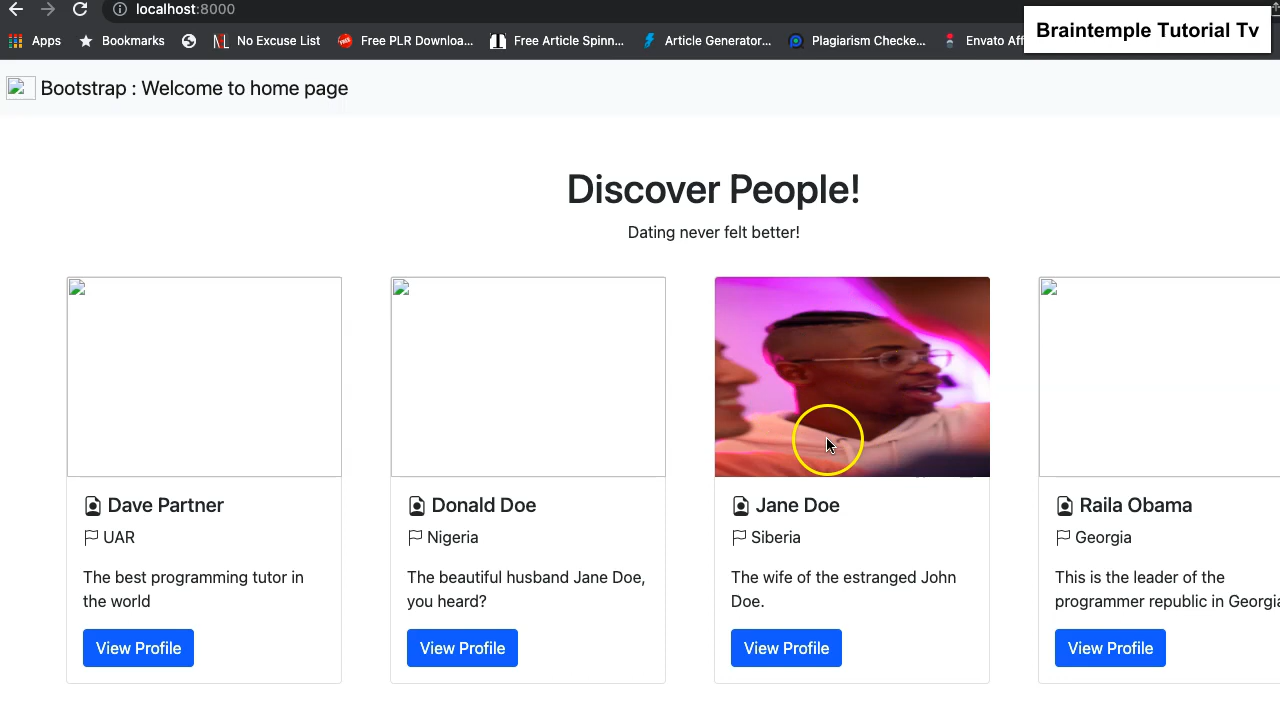 localhost:8000
Braintemple Tutorial Tv
Apps Bookmarks No Excuse List Free PLR Downloa... Free Article Spinn... Article Generator... Plagiarism Checke... Envato Aff
Bootstrap : Welcome to home page
Discover People!
Dating never felt better!
Dave Partner
UAR
The best programming tutor in
the world
View Profile
Donald Doe
Nigeria
The beautiful husband Jane Doe,
you heard?
View Profile
Jane Doe
Siberia
The wife of the estranged John
Doe.
View Profile
Raila Obama
Georgia
This is the leader of the
programmer republic in Georgia
View Profile